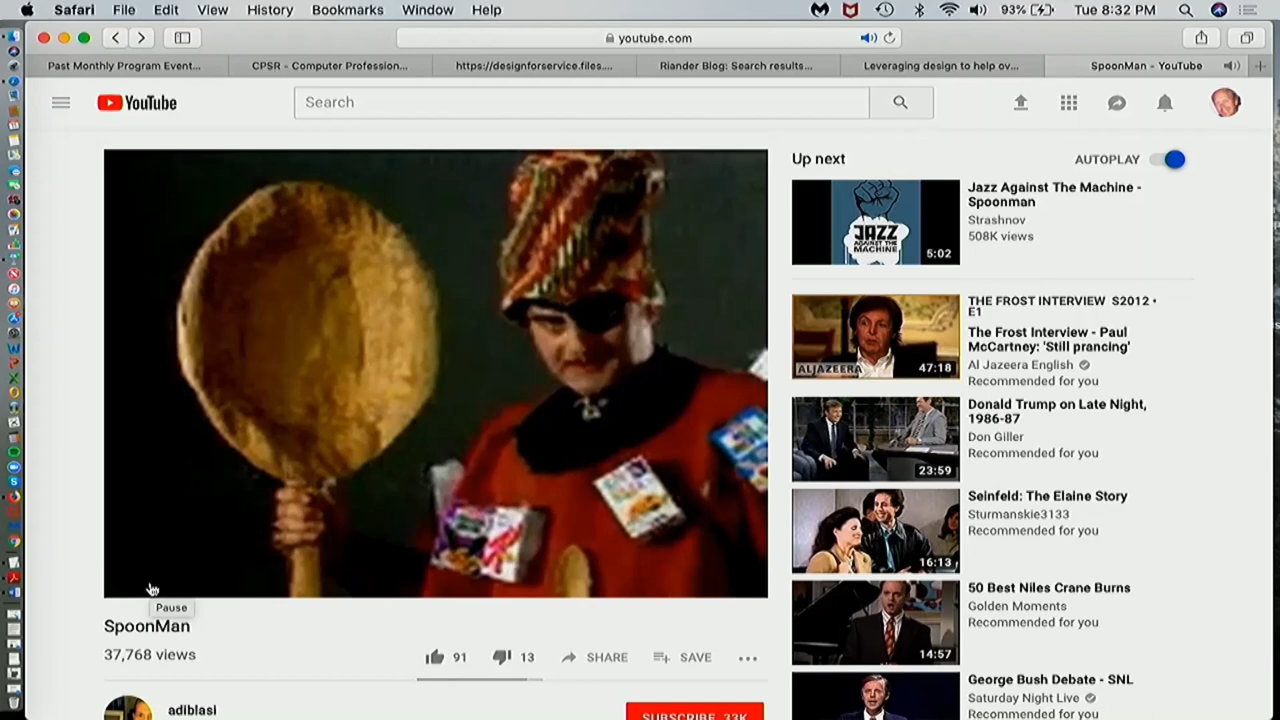 Safari File Edit View History Bookmarks Window Help 93% Tue 8:32 PM
youtube.com
Past Monthly Program Event...
CPSR - Computer Profession...
https://designforservice.files....
Riander Blog: Search results...
Leveraging design to help ov...
SpoonMan - YouTube
YouTube
Search
Pause
SpoonMan
37,768 views
91
13
SHARE
SAVE
adiblasi
SUBSCRIBE 33K
Up next
AUTOPLAY
JAZZ
AGAINST THE
MACHINE
5:02
Jazz Against The Machine -
Spoonman
Strashnov
508K views
ALJAZEERA
47:18
THE FROST INTERVIEW S2012 •
E1
The Frost Interview - Paul
McCartney: 'Still prancing'
Al Jazeera English
Recommended for you
23:59
Donald Trump on Late Night,
1986-87
Don Giller
Recommended for you
16:13
Seinfeld: The Elaine Story
Sturmanskie3133
Recommended for you
14:57
50 Best Niles Crane Burns
Golden Moments
Recommended for you
George Bush Debate - SNL
Saturday Night Live
Recommended for you